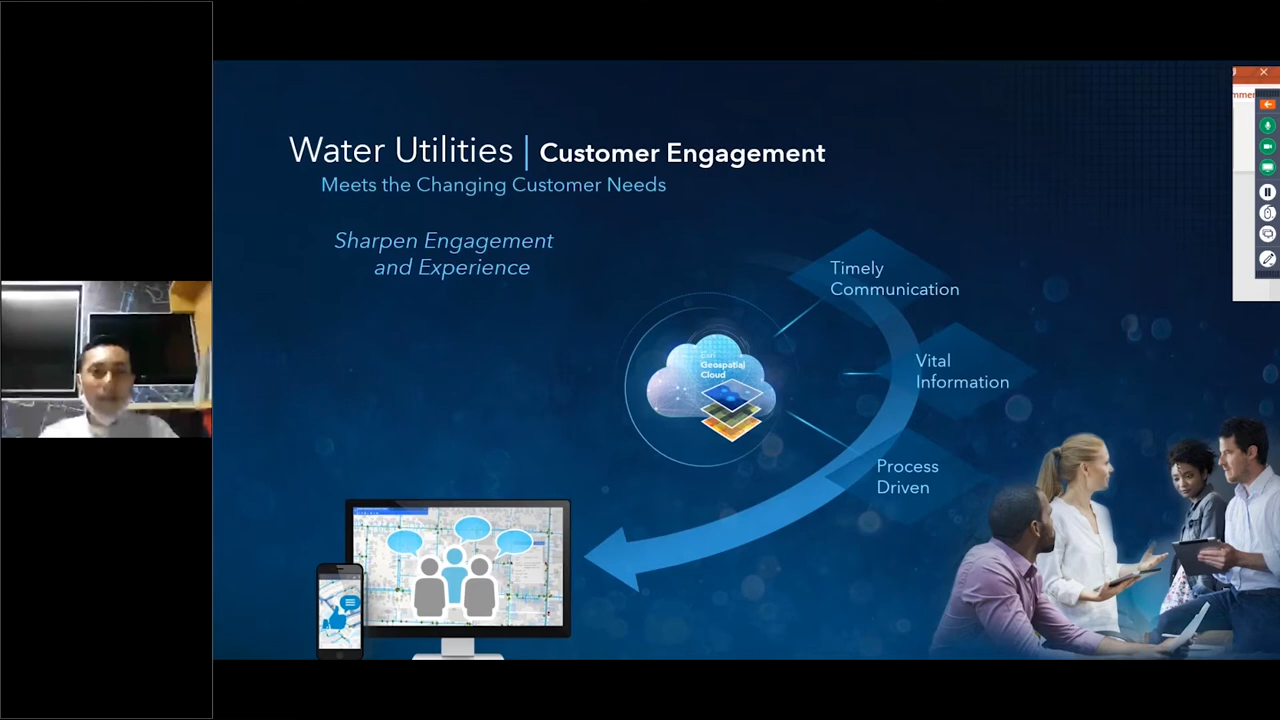 Water Utilities | Customer Engagement
Meets the Changing Customer Needs
Sharpen Engagement
and Experience
Timely
Communication
Geospatial
Cloud
Vital
Information
Process
Driven